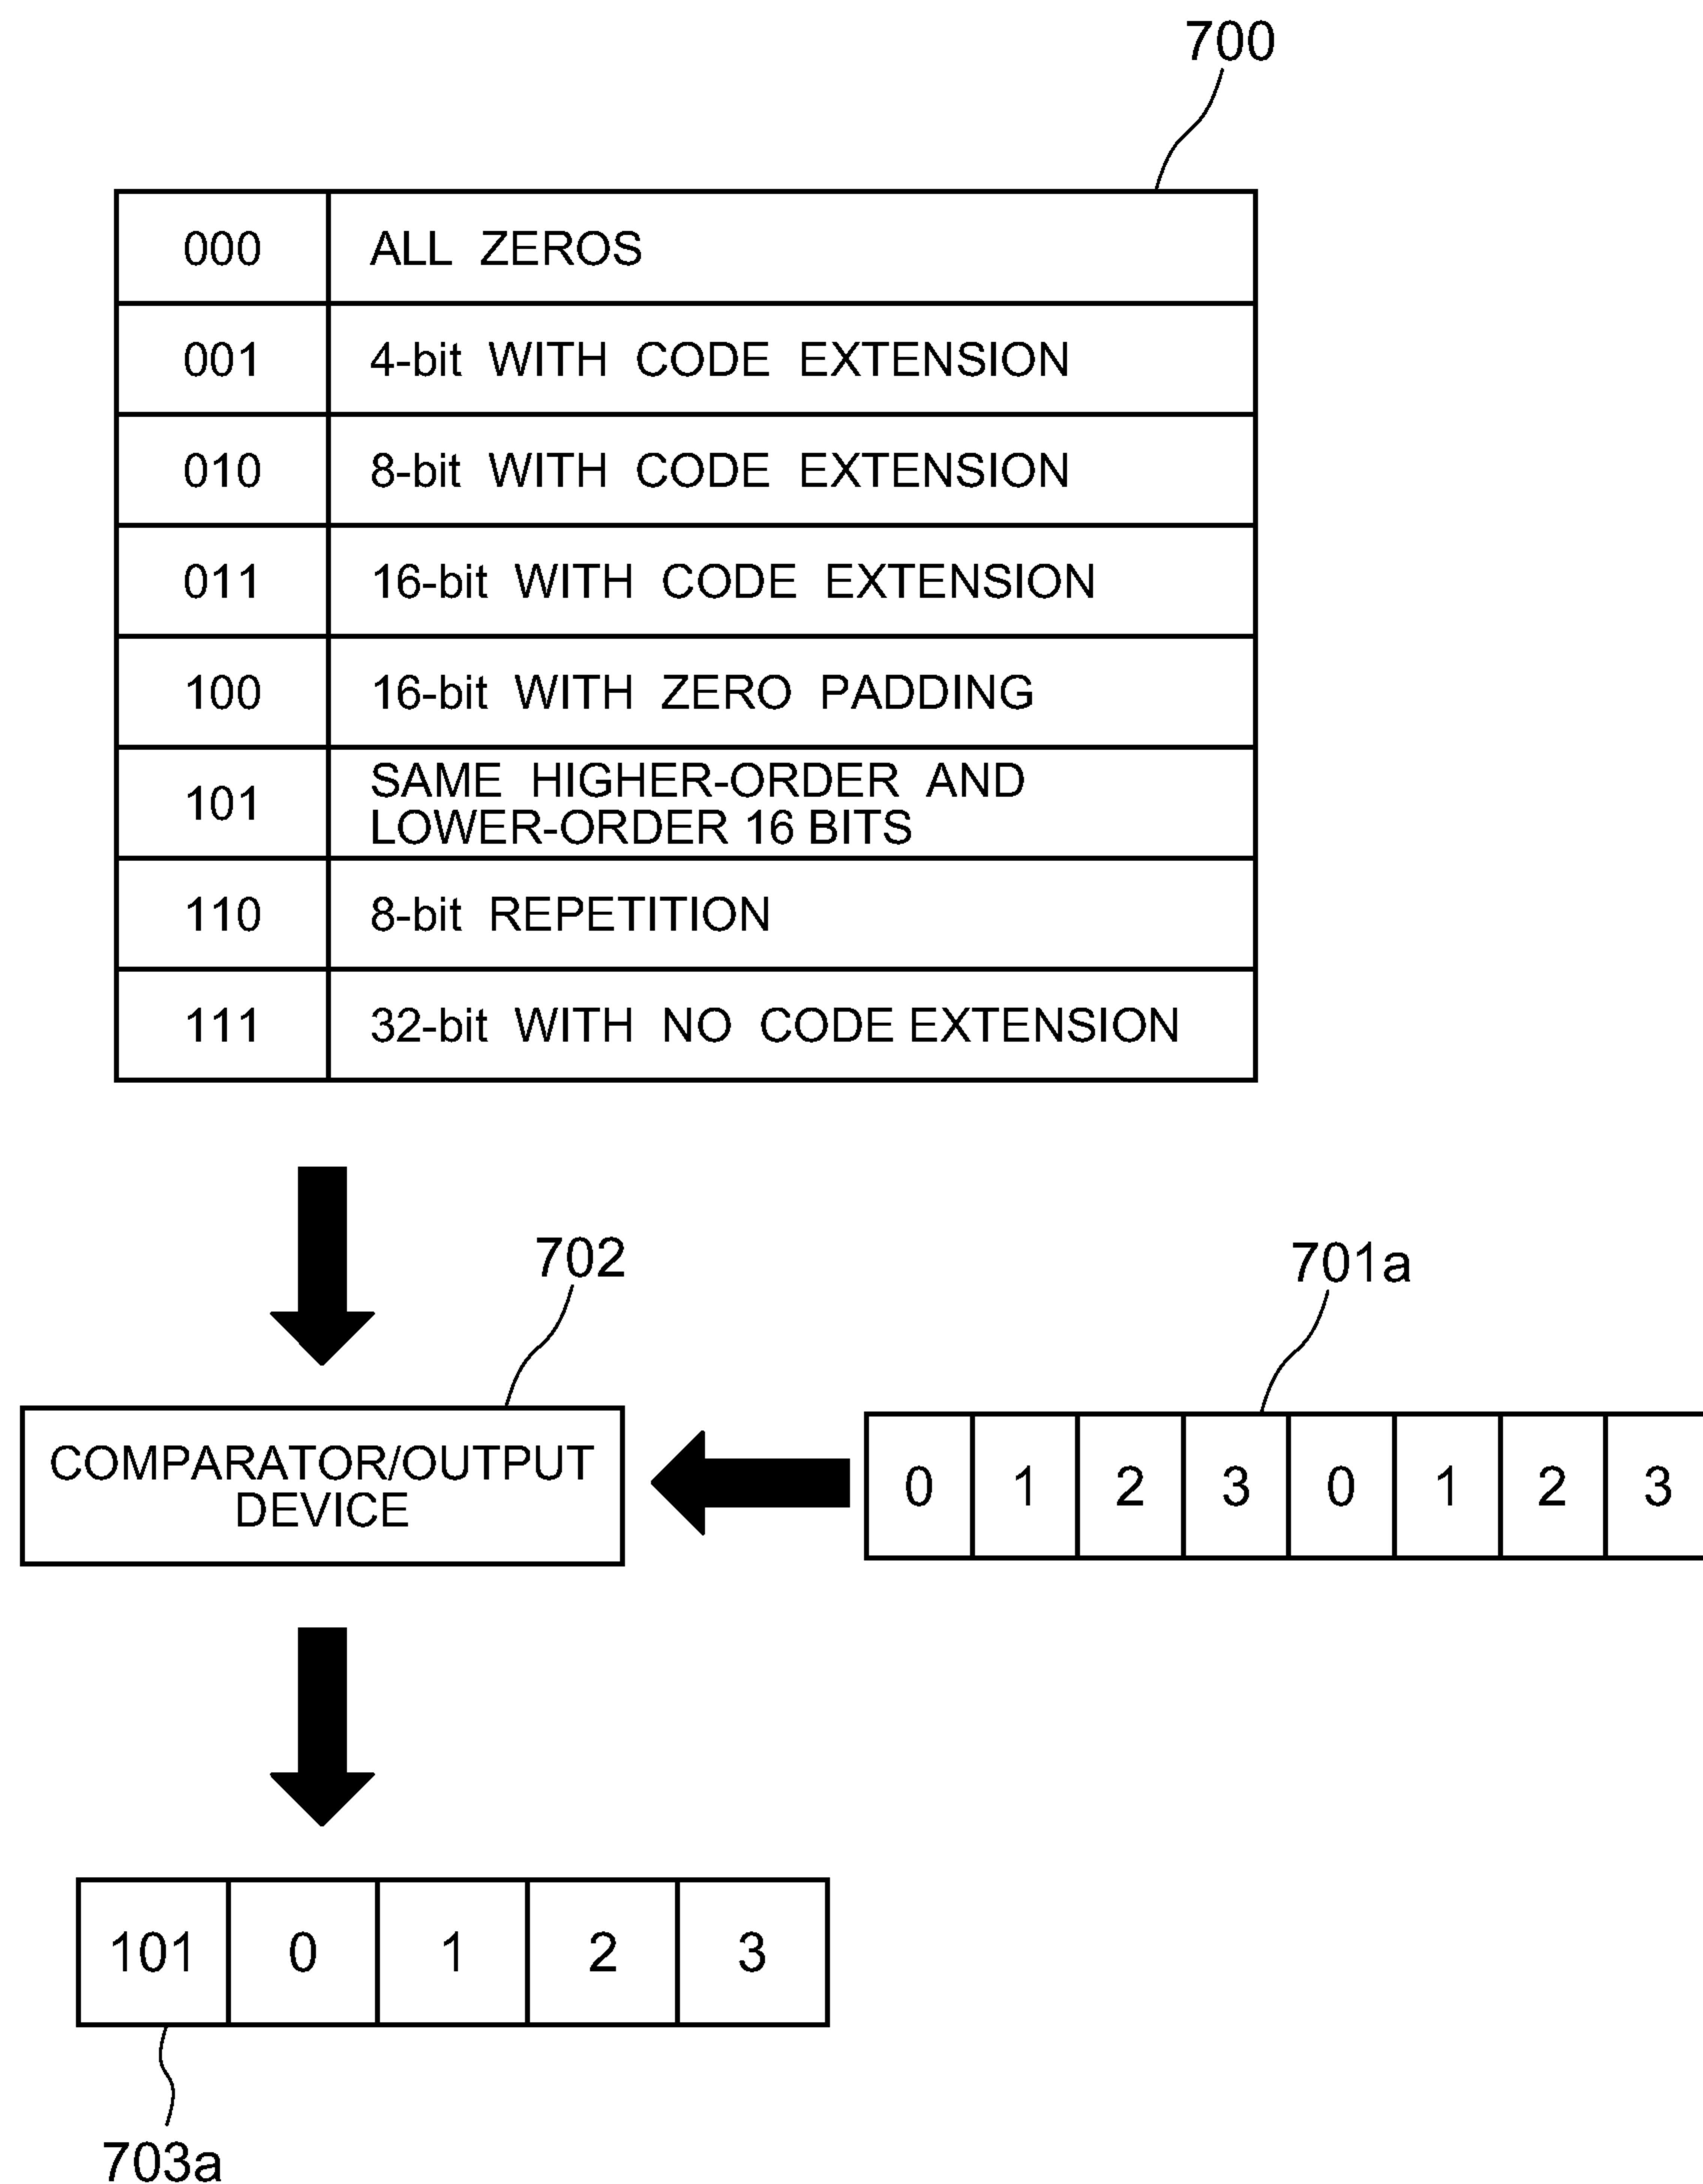 700
000 ALL ZEROS
001 4-bit WITH CODE EXTENSION
010 8-bit WITH CODE EXTENSION
011 16-bit WITH CODE EXTENSION
100 16-bit WITH ZERO PADDING
101 SAME HIGHER-ORDER AND
LOWER-ORDER 16 BITS
110 8-bit REPETITION
111 32-bit WITH NO CODE EXTENSION
702
701a
COMPARATOR/OUTPUT
DEVICE
0 1 2 3 0 1 2 3
101 0 1 2 3
703a